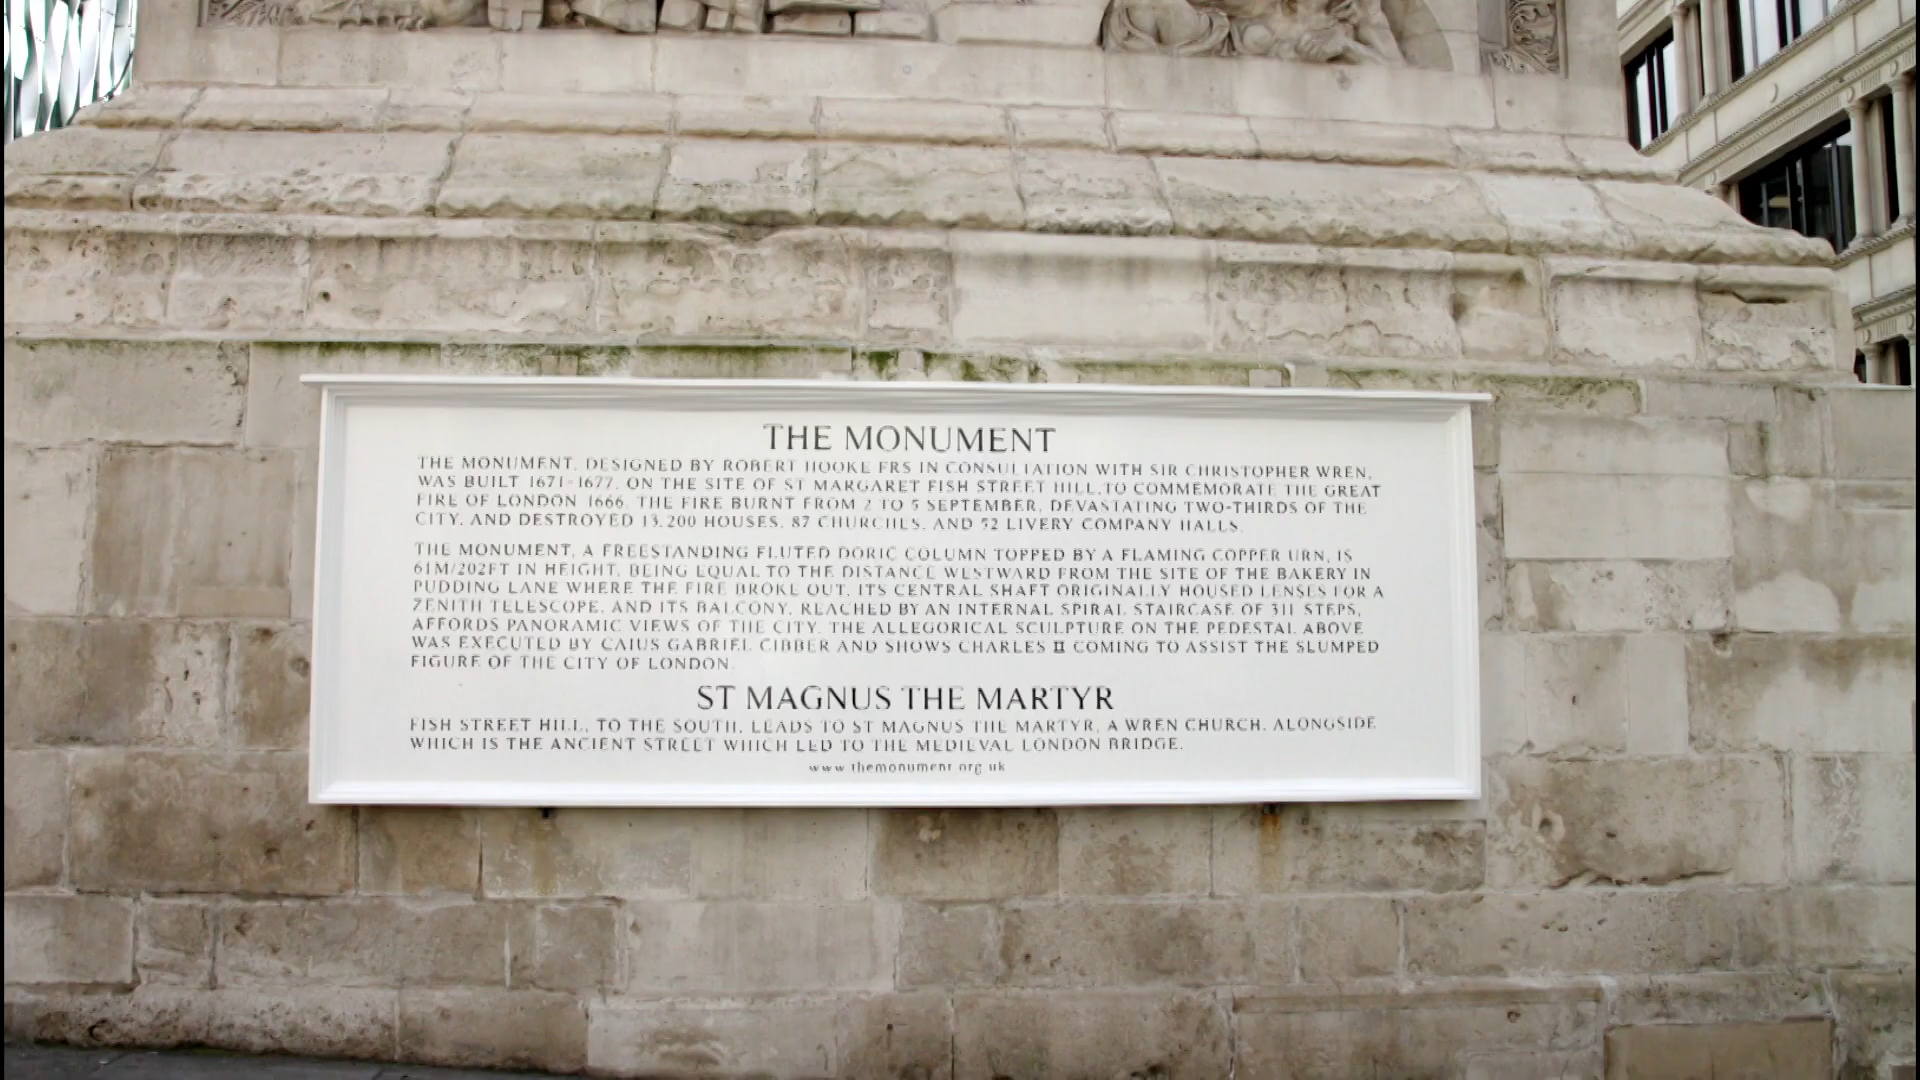 THE MONUMENT
THE MONUMENT, DESIGNED BY ROBERT HOOKE FRS IN CONSULTATION WITH SIR CHRISTOPHER WREN,
WAS BUILT 1671-1677, ON THE SITE OF ST MARGARET FISH STREET HILL, TO COMMEMORATE THE GREAT
FIRE OF LONDON 1666. THE FIRE BURNT FROM 2 TO 5 SEPTEMBER, DEVASTATING TWO-THIRDS OF THE
CITY, AND DESTROYED 13,200 HOUSES, 87 CHURCHES, AND 52 LIVERY COMPANY HALLS.
THE MONUMENT, A FREESTANDING FLUTED DORIC COLUMN TOPPED BY A FLAMING COPPER URN, IS
61M/202FT IN HEIGHT, BEING EQUAL TO THE DISTANCE WESTWARD FROM THE SITE OF THE BAKERY IN
PUDDING LANE WHERE THE FIRE BROKE OUT. ITS CENTRAL SHAFT ORIGINALLY HOUSED LENSES FOR A
ZENITH TELESCOPE, AND ITS BALCONY, REACHED BY AN INTERNAL SPIRAL STAIRCASE OF 311 STEPS,
AFFORDS PANORAMIC VIEWS OF THE CITY. THE ALLEGORICAL SCULPTURE ON THE PEDESTAL ABOVE
WAS EXECUTED BY CAIUS GABRIEL CIBBER AND SHOWS CHARLES II COMING TO ASSIST THE SLUMPED
FIGURE OF THE CITY OF LONDON.
ST MAGNUS THE MARTYR
FISH STREET HILL, TO THE SOUTH, LEADS TO ST MAGNUS THE MARTYR, A WREN CHURCH, ALONGSIDE
WHICH IS THE ANCIENT STREET WHICH LED TO THE MEDIEVAL LONDON BRIDGE.
www.themonument.org.uk